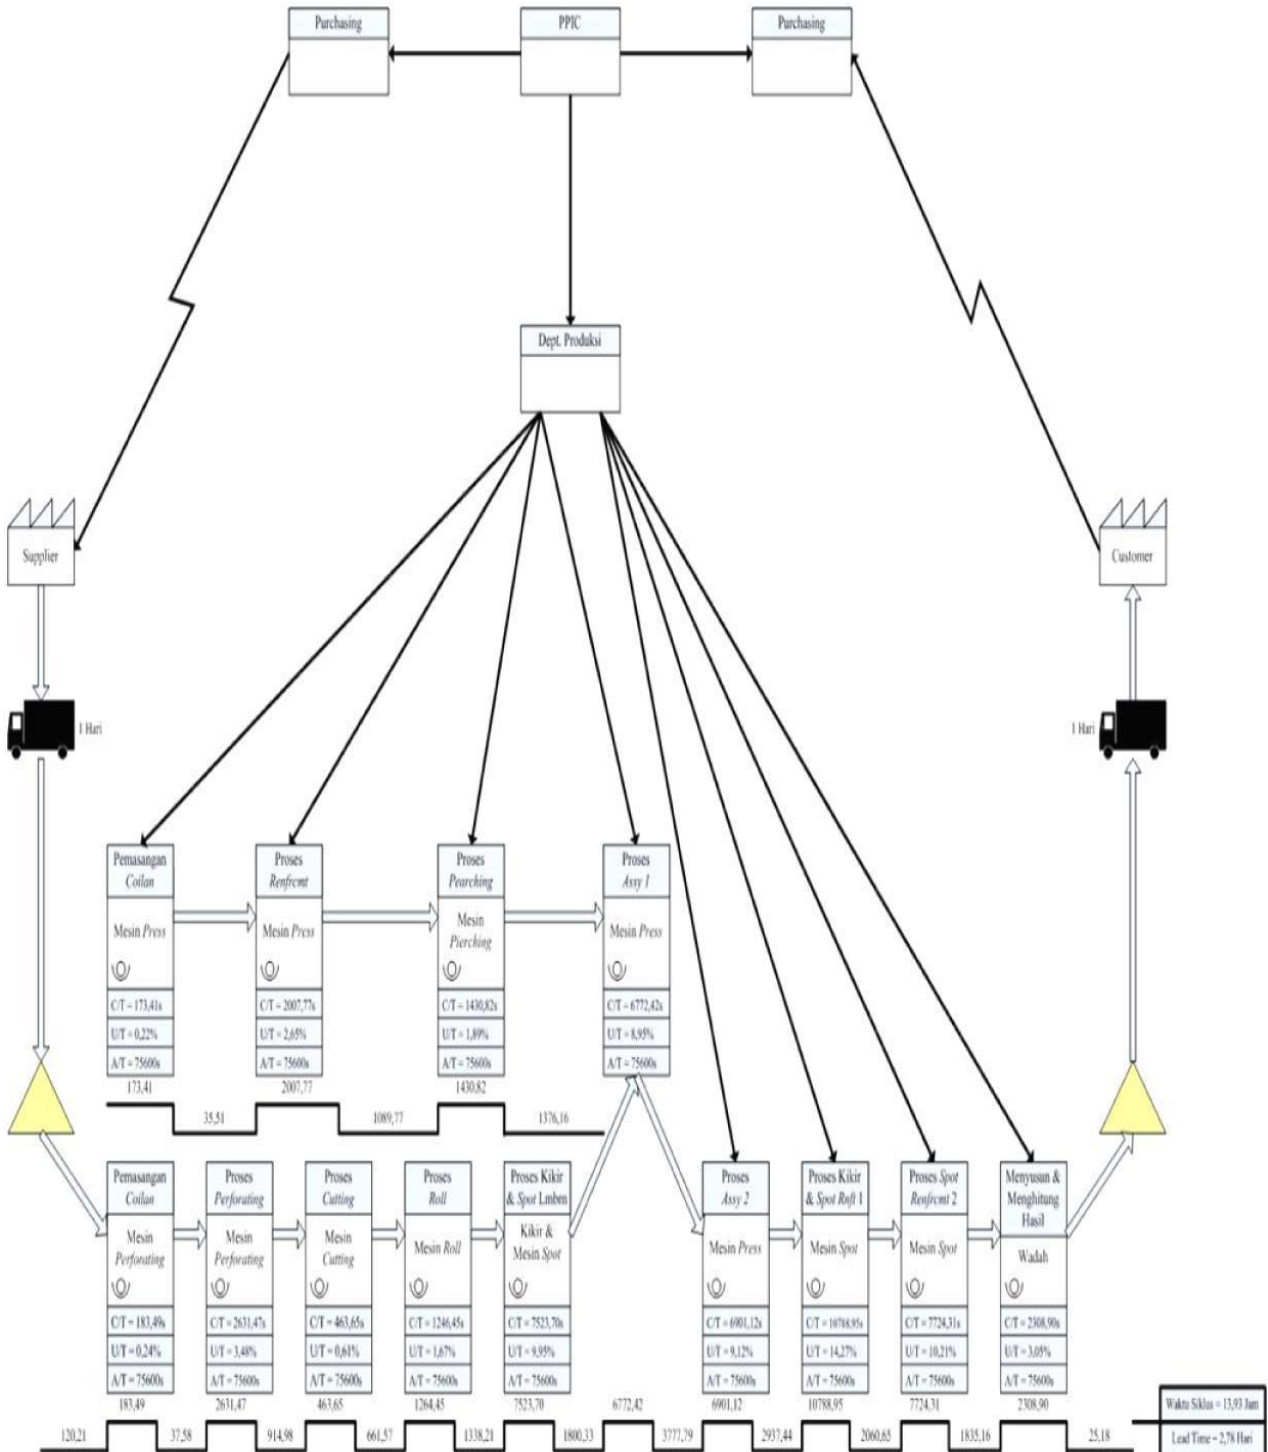 Purchasing
PPIC
Purchasing
Dept. Produksi
Supplier
Customer
1 Hari
1 Hari
Pemasangan
Coilan
Mesin Press
C/T = 173,41s
U/T = 0,22%
A/T = 75600s
Proses
Renfrcmt
Mesin Press
C/T = 2007,77s
U/T = 2,65%
A/T = 75600s
Proses
Pearching
Mesin
Pierching
C/T = 1430,82s
U/T = 1,89%
A/T = 75600s
Proses
Assy 1
Mesin Press
C/T = 6772,42s
U/T = 8,95%
A/T = 75600s
173,41
2007,77
1430,82
35,51
1089,77
1376,16
Pemasangan
Coilan
Mesin
Perforating
C/T = 183,49s
U/T = 0,24%
A/T = 75600s
Proses
Perforating
Mesin
Perforating
C/T = 2631,47s
U/T = 3,48%
A/T = 75600s
Proses
Cutting
Mesin
Cutting
C/T = 463,65s
U/T = 0,61%
A/T = 75600s
Proses
Roll
Mesin Roll
C/T = 1246,45s
U/T = 1,67%
A/T = 75600s
Proses Kikir
& Spot Lmben
Kikir &
Mesin Spot
C/T = 7523,70s
U/T = 9,95%
A/T = 75600s
Proses
Assy 2
Mesin Press
C/T = 6901,12s
U/T = 9,12%
A/T = 75600s
Proses Kikir
& Spot Rnft 1
Mesin Spot
C/T = 10788,95s
U/T = 14,27%
A/T = 75600s
Proses Spot
Renfrcmt 2
Mesin Spot
C/T = 7724,31s
U/T = 10,21%
A/T = 75600s
Menyusun &
Menghitung
Hasil
Wadah
C/T = 2308,90s
U/T = 3,05%
A/T = 75600s
183,49
2631,47
463,65
1264,45
7523,70
6772,42
6901,12
10788,95
7724,31
2308,90
120,21
37,58
914,98
661,57
1338,21
1800,33
3777,79
2937,44
2060,65
1835,16
25,18
Waktu Siklus = 13,93 Jam
Lead Time = 2,78 Hari